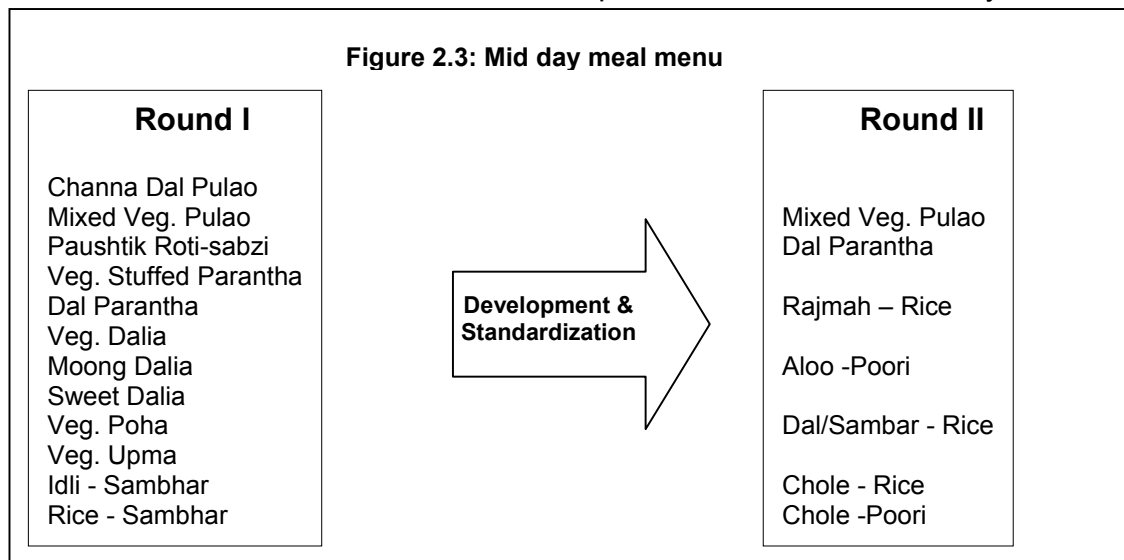 Figure 2.3: Mid day meal menu
Round I
Channa Dal Pulao
Mixed Veg. Pulao
Paushtik Roti-sabzi
Veg. Stuffed Parantha
Dal Parantha
Veg. Dalia
Moong Dalia
Sweet Dalia
Veg. Poha
Veg. Upma
Idli - Sambhar
Rice - Sambhar
Development &
Standardization
Round II
Mixed Veg. Pulao
Dal Parantha
Rajmah – Rice
Aloo -Poori
Dal/Sambar - Rice
Chole - Rice
Chole -Poori